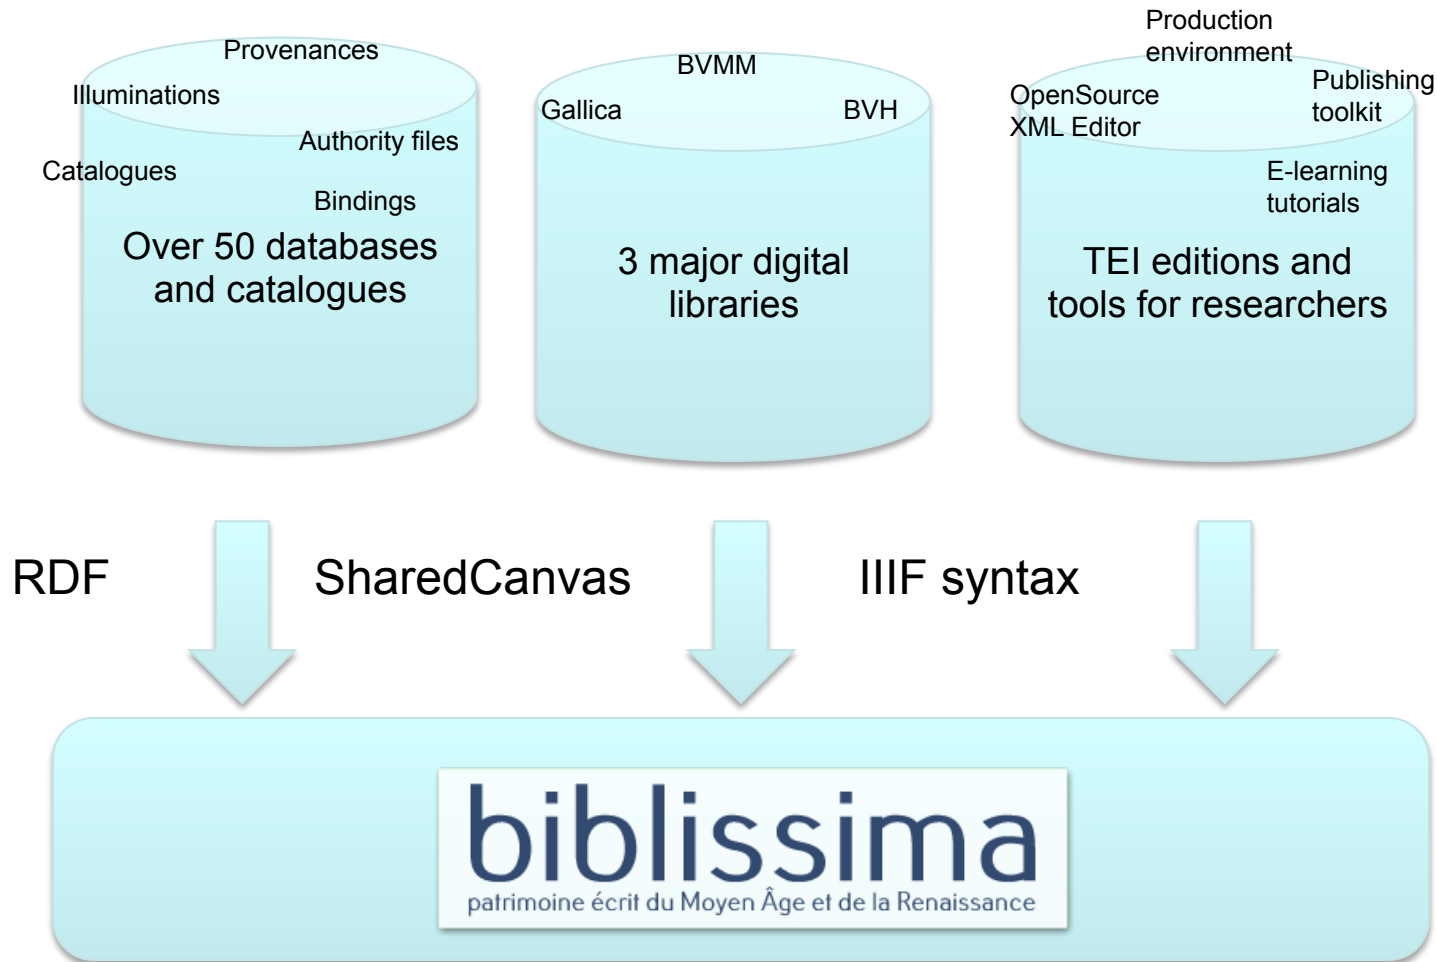 Provenances
Illuminations
Authority files
Catalogues
Bindings
Over 50 databases
and catalogues
BVMM
Gallica
BVH
3 major digital
libraries
Production
environment
Publishing
toolkit
OpenSource
XML Editor
E-learning
tutorials
TEI editions and
tools for researchers
RDF
SharedCanvas
IIIF syntax
biblissima
patrimoine écrit du Moyen Âge et de la Renaissance